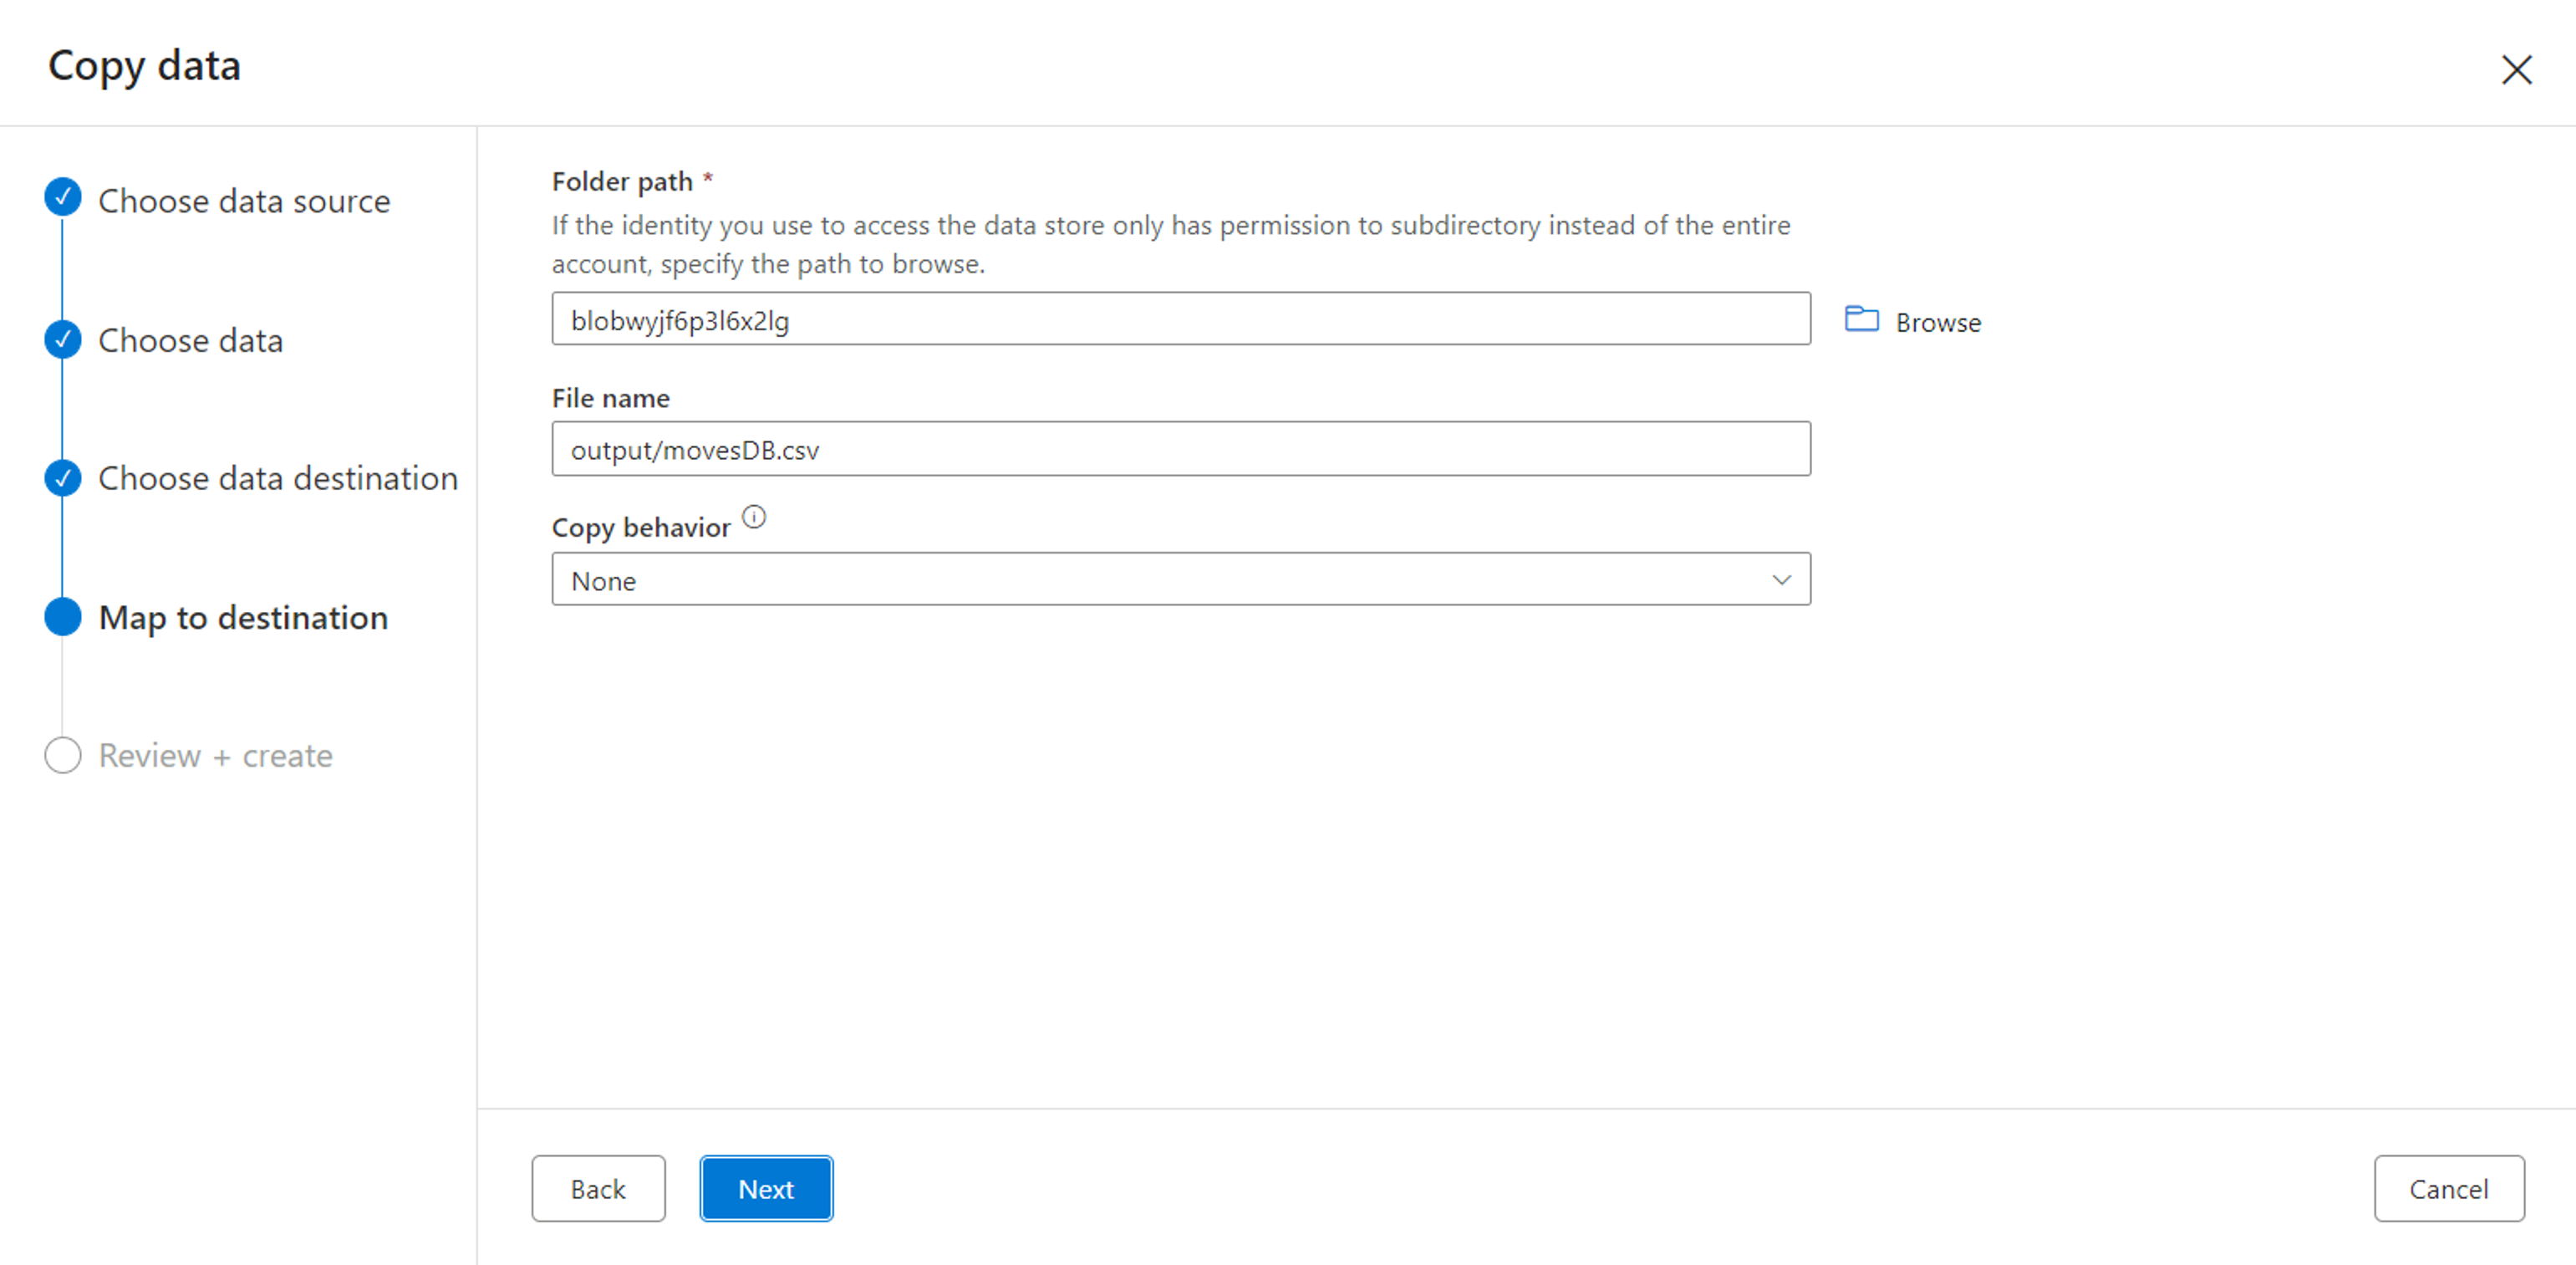 Copy data
Choose data source
Choose data
Choose data destination
Map to destination
Review + create
Folder path *
If the identity you use to access the data store only has permission to subdirectory instead of the entire
account, specify the path to browse.
blobwyjf6p3l6x2lg
Browse
File name
output/movesDB.csv
Copy behavior
None
Back
Next
Cancel